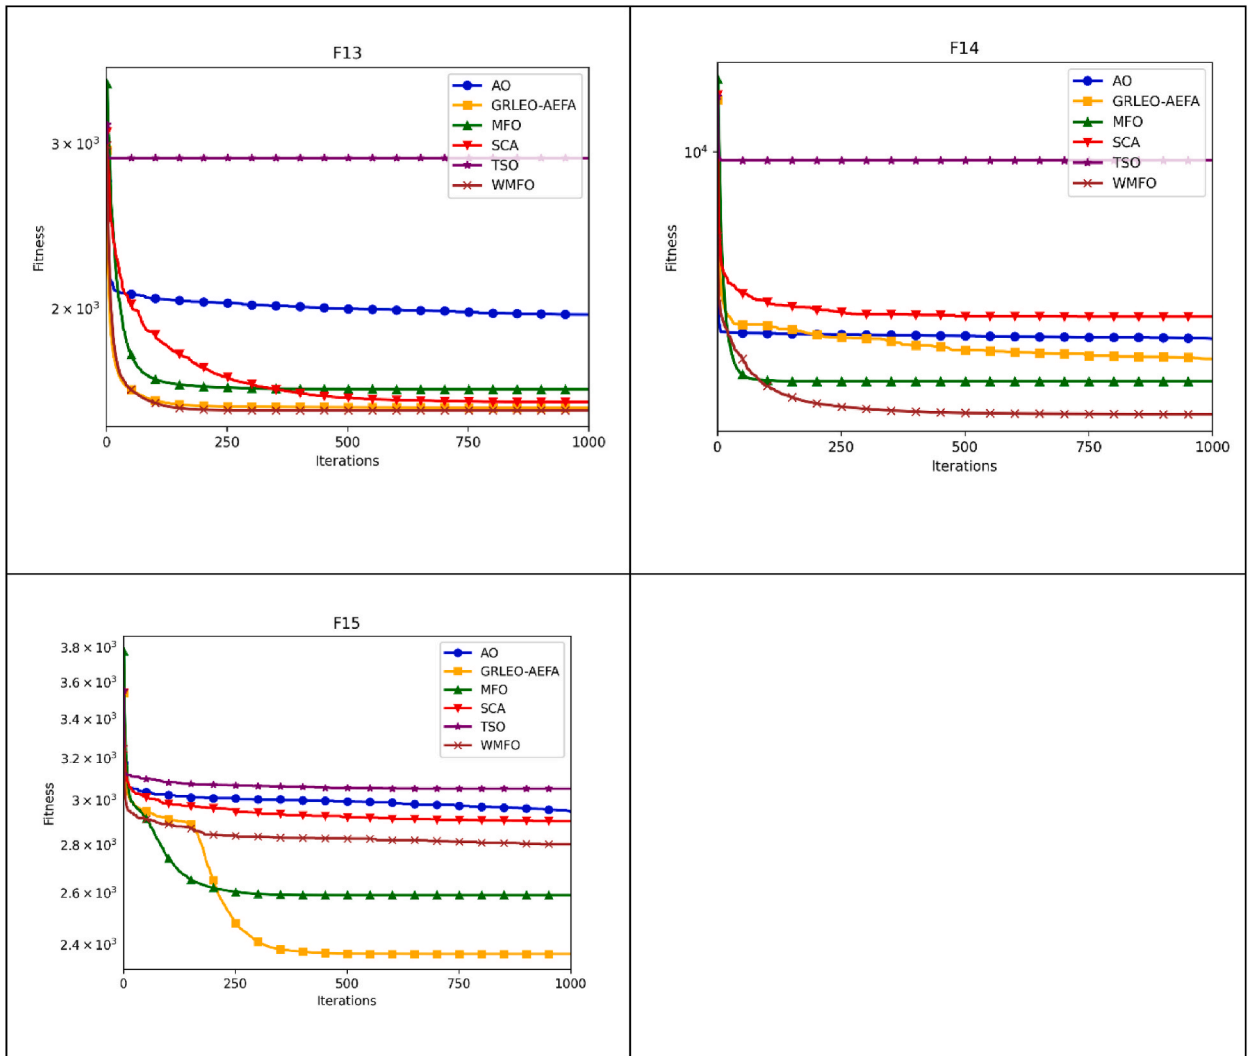 F13
Fitness
3 × 10³
2 × 10³
AO
GRLEO-AEFA
MFO
SCA
TSO
WMFO
0 250 500 750 1000
Iterations
F14
Fitness
10⁴
AO
GRLEO-AEFA
MFO
SCA
TSO
WMFO
0 250 500 750 1000
Iterations
F15
Fitness
3.8 × 10³
3.6 × 10³
3.4 × 10³
3.2 × 10³
3 × 10³
2.8 × 10³
2.6 × 10³
2.4 × 10³
AO
GRLEO-AEFA
MFO
SCA
TSO
WMFO
0 250 500 750 1000
Iterations